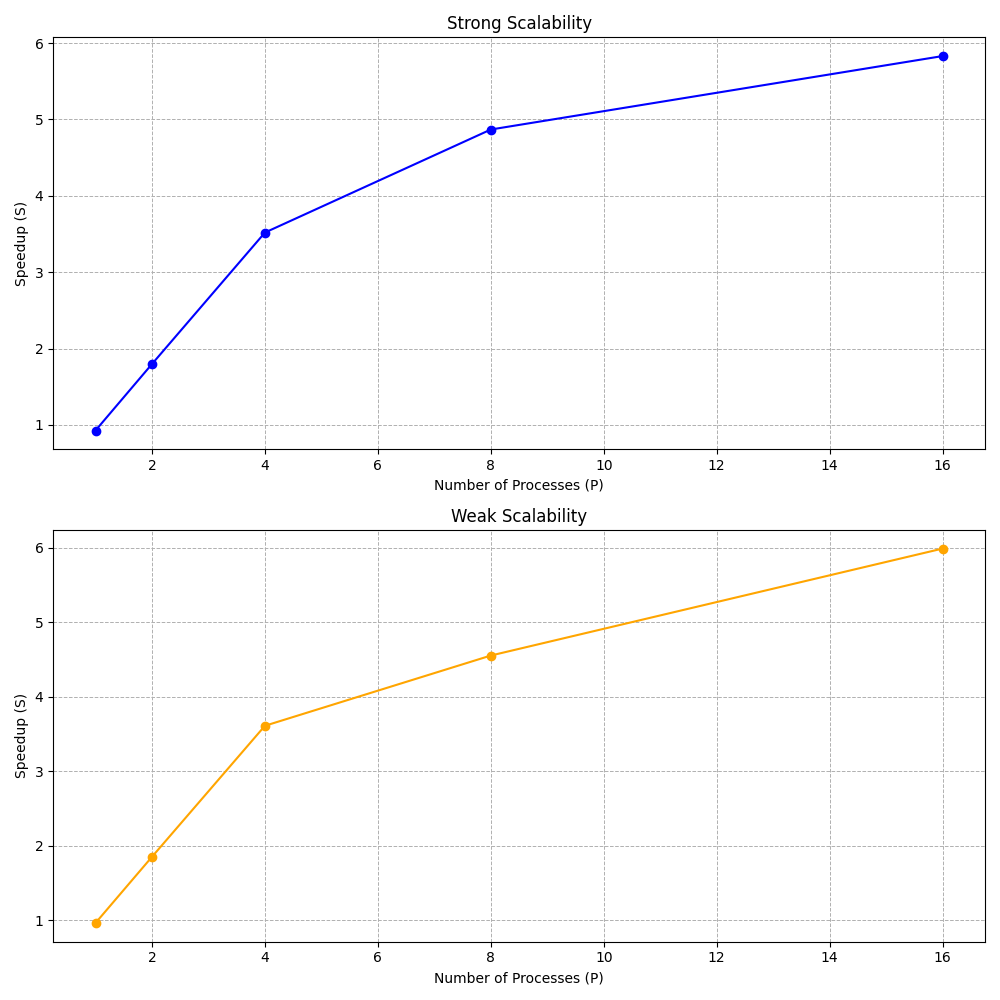 Strong Scalability
6
5
4
3
2
1
Speedup (S)
2 4 6 8 10 12 14 16
Number of Processes (P)
Weak Scalability
6
5
4
3
2
1
Speedup (S)
2 4 6 8 10 12 14 16
Number of Processes (P)